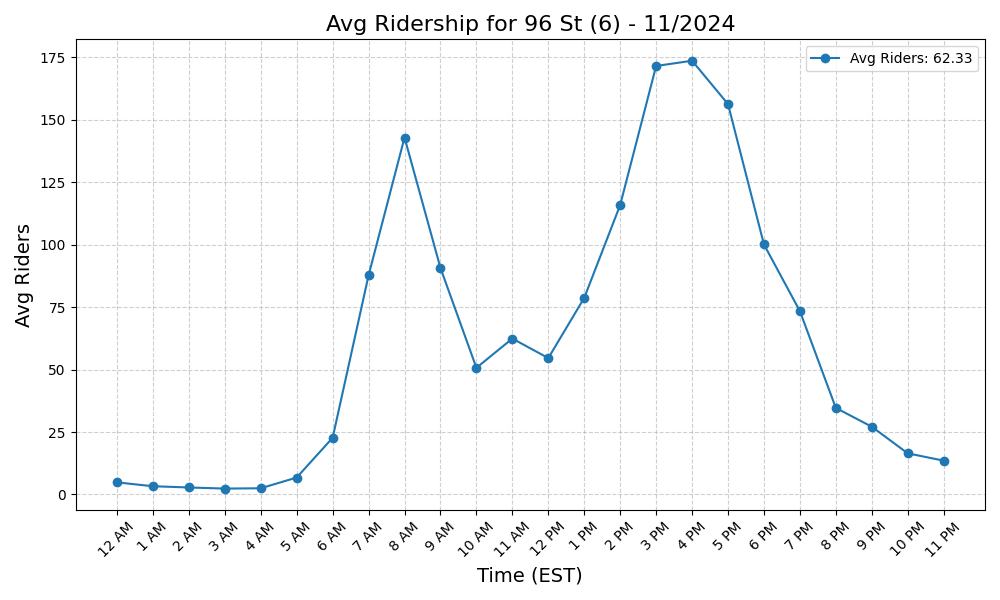 Avg Ridership for 96 St (6) - 11/2024
Avg Riders: 62.33
Avg Riders
175
150
125
100
75
50
25
0
12 AM
1 AM
2 AM
3 AM
4 AM
5 AM
6 AM
7 AM
8 AM
9 AM
10 AM
11 AM
12 PM
1 PM
2 PM
3 PM
4 PM
5 PM
6 PM
7 PM
8 PM
9 PM
10 PM
11 PM
Time (EST)